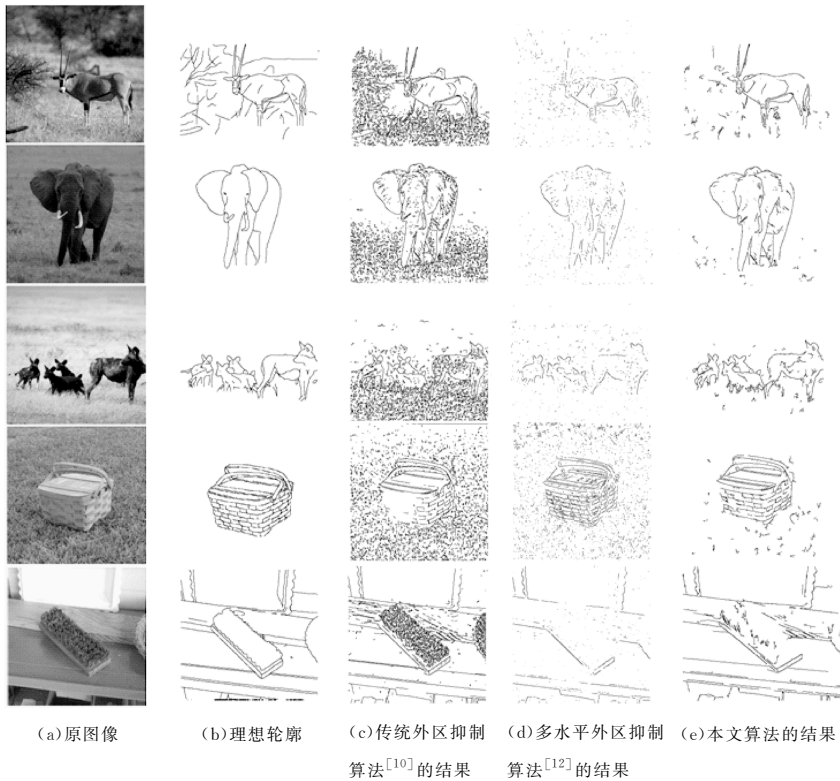 (a)原图像
(b)理想轮廓
(c)传统外区抑制
算法[10]的结果
(d)多水平外区抑制
算法[12]的结果
(e)本文算法的结果